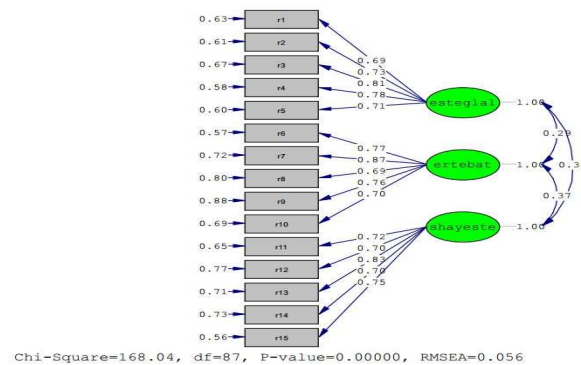 0.63 r1
0.61 r2
0.69
0.67 r3
0.73
0.81
0.58 r4
0.78
0.60 r5
0.71
esteglal 1.00
0.57 r6
0.29
0.77
0.72 r7
0.87
ertebat 1.00
0.3
0.80 r8
0.69
0.76
0.88 r9
0.70
0.37
0.69 r10
shayeste 1.00
0.65 r11
0.72
0.70
0.77 r12
0.83
0.71 r13
0.70
0.75
0.73 r14
0.56 r15
Chi-Square=168.04, df=87, P-value=0.00000, RMSEA=0.056